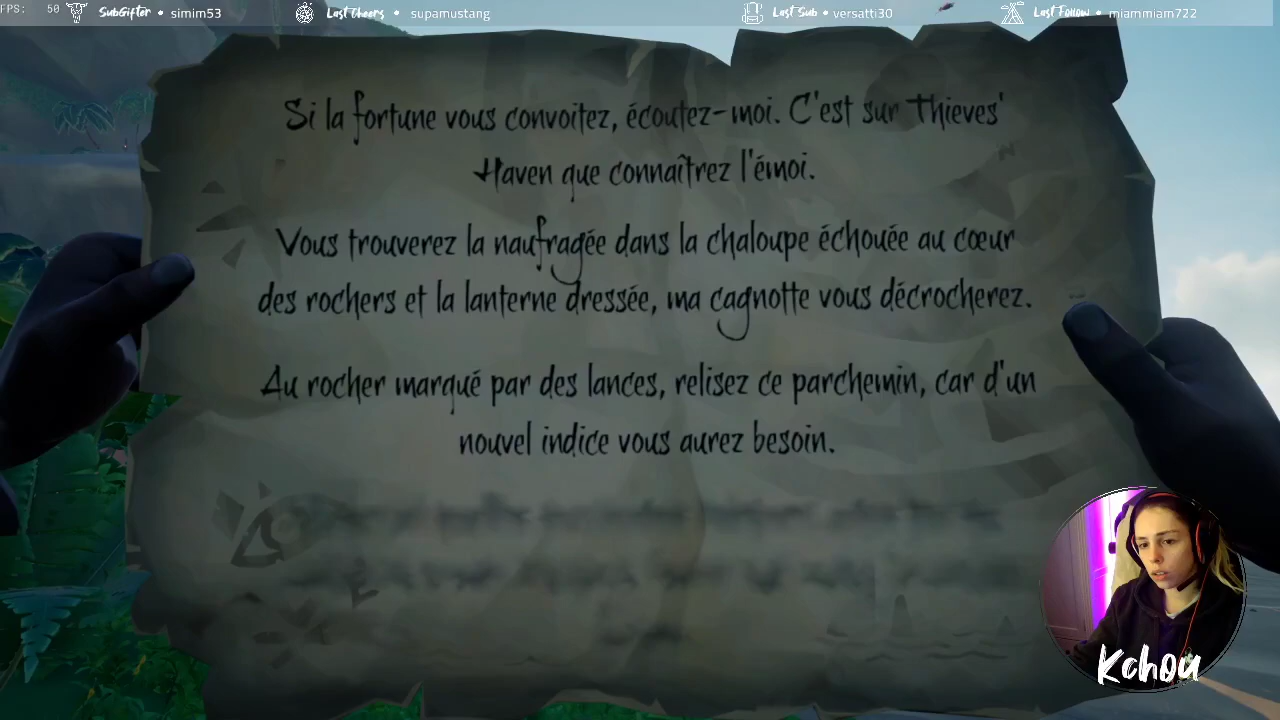 FPS: 50 SubGifter • simim53 Last Cheers • supamustang Last Sub • versatti30 Last Follow • miammiam722
Si la fortune vous convoitez, écoutez-moi. C'est sur Thieves'
Haven que connaîtrez l'émoi.
Vous trouverez la naufragée dans la chaloupe échouée au cœur
des rochers et la lanterne dressée, ma cagnotte vous décrocherez.
Au rocher marqué par des lances, relisez ce parchemin, car d'un
nouvel indice vous aurez besoin.
Kchou